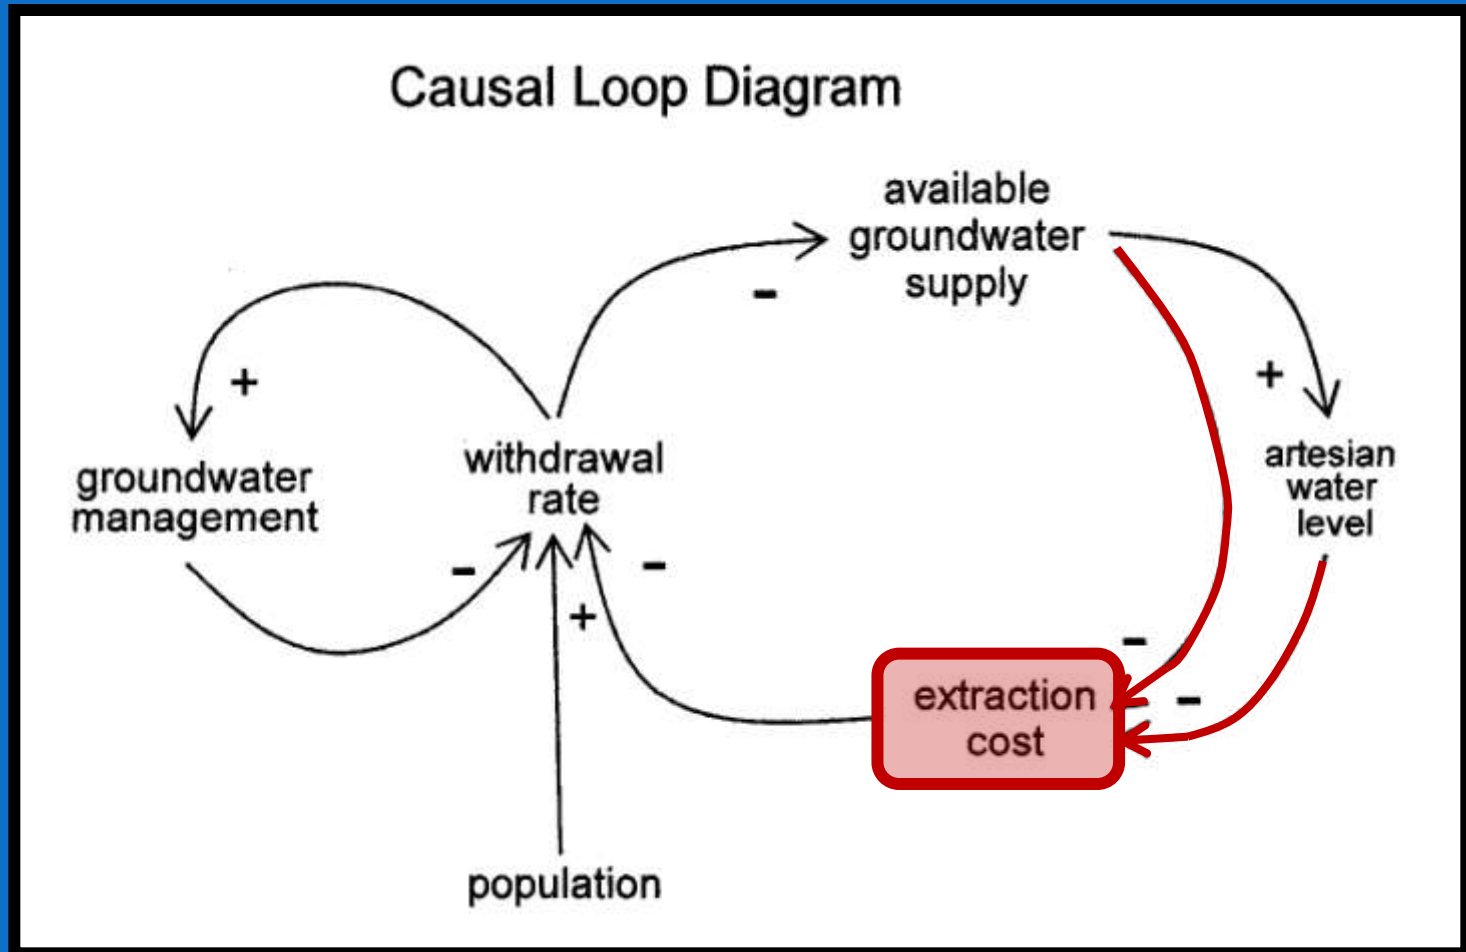 Causal Loop Diagram
available
groundwater
supply
-
+
+
groundwater
management
withdrawal
rate
artesian
water
level
-
-
+
-
-
extraction
cost
population